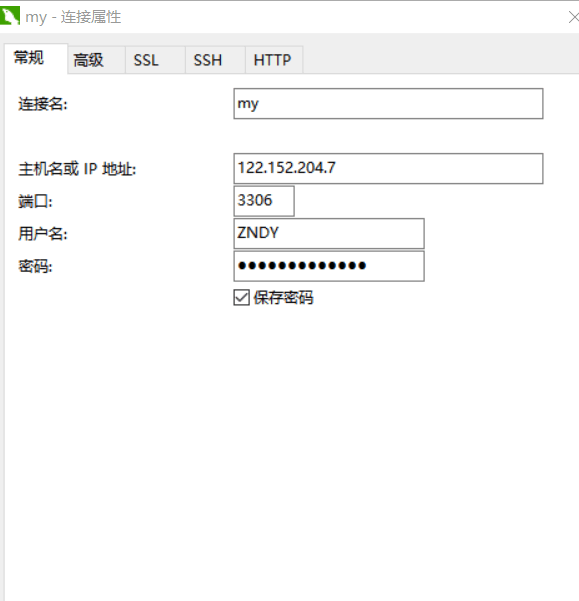 my - 连接属性
常规 高级 SSL SSH HTTP
连接名: my
主机名或 IP 地址: 122.152.204.7
端口: 3306
用户名: ZNDY
密码: ●●●●●●●●●●●●●
保存密码